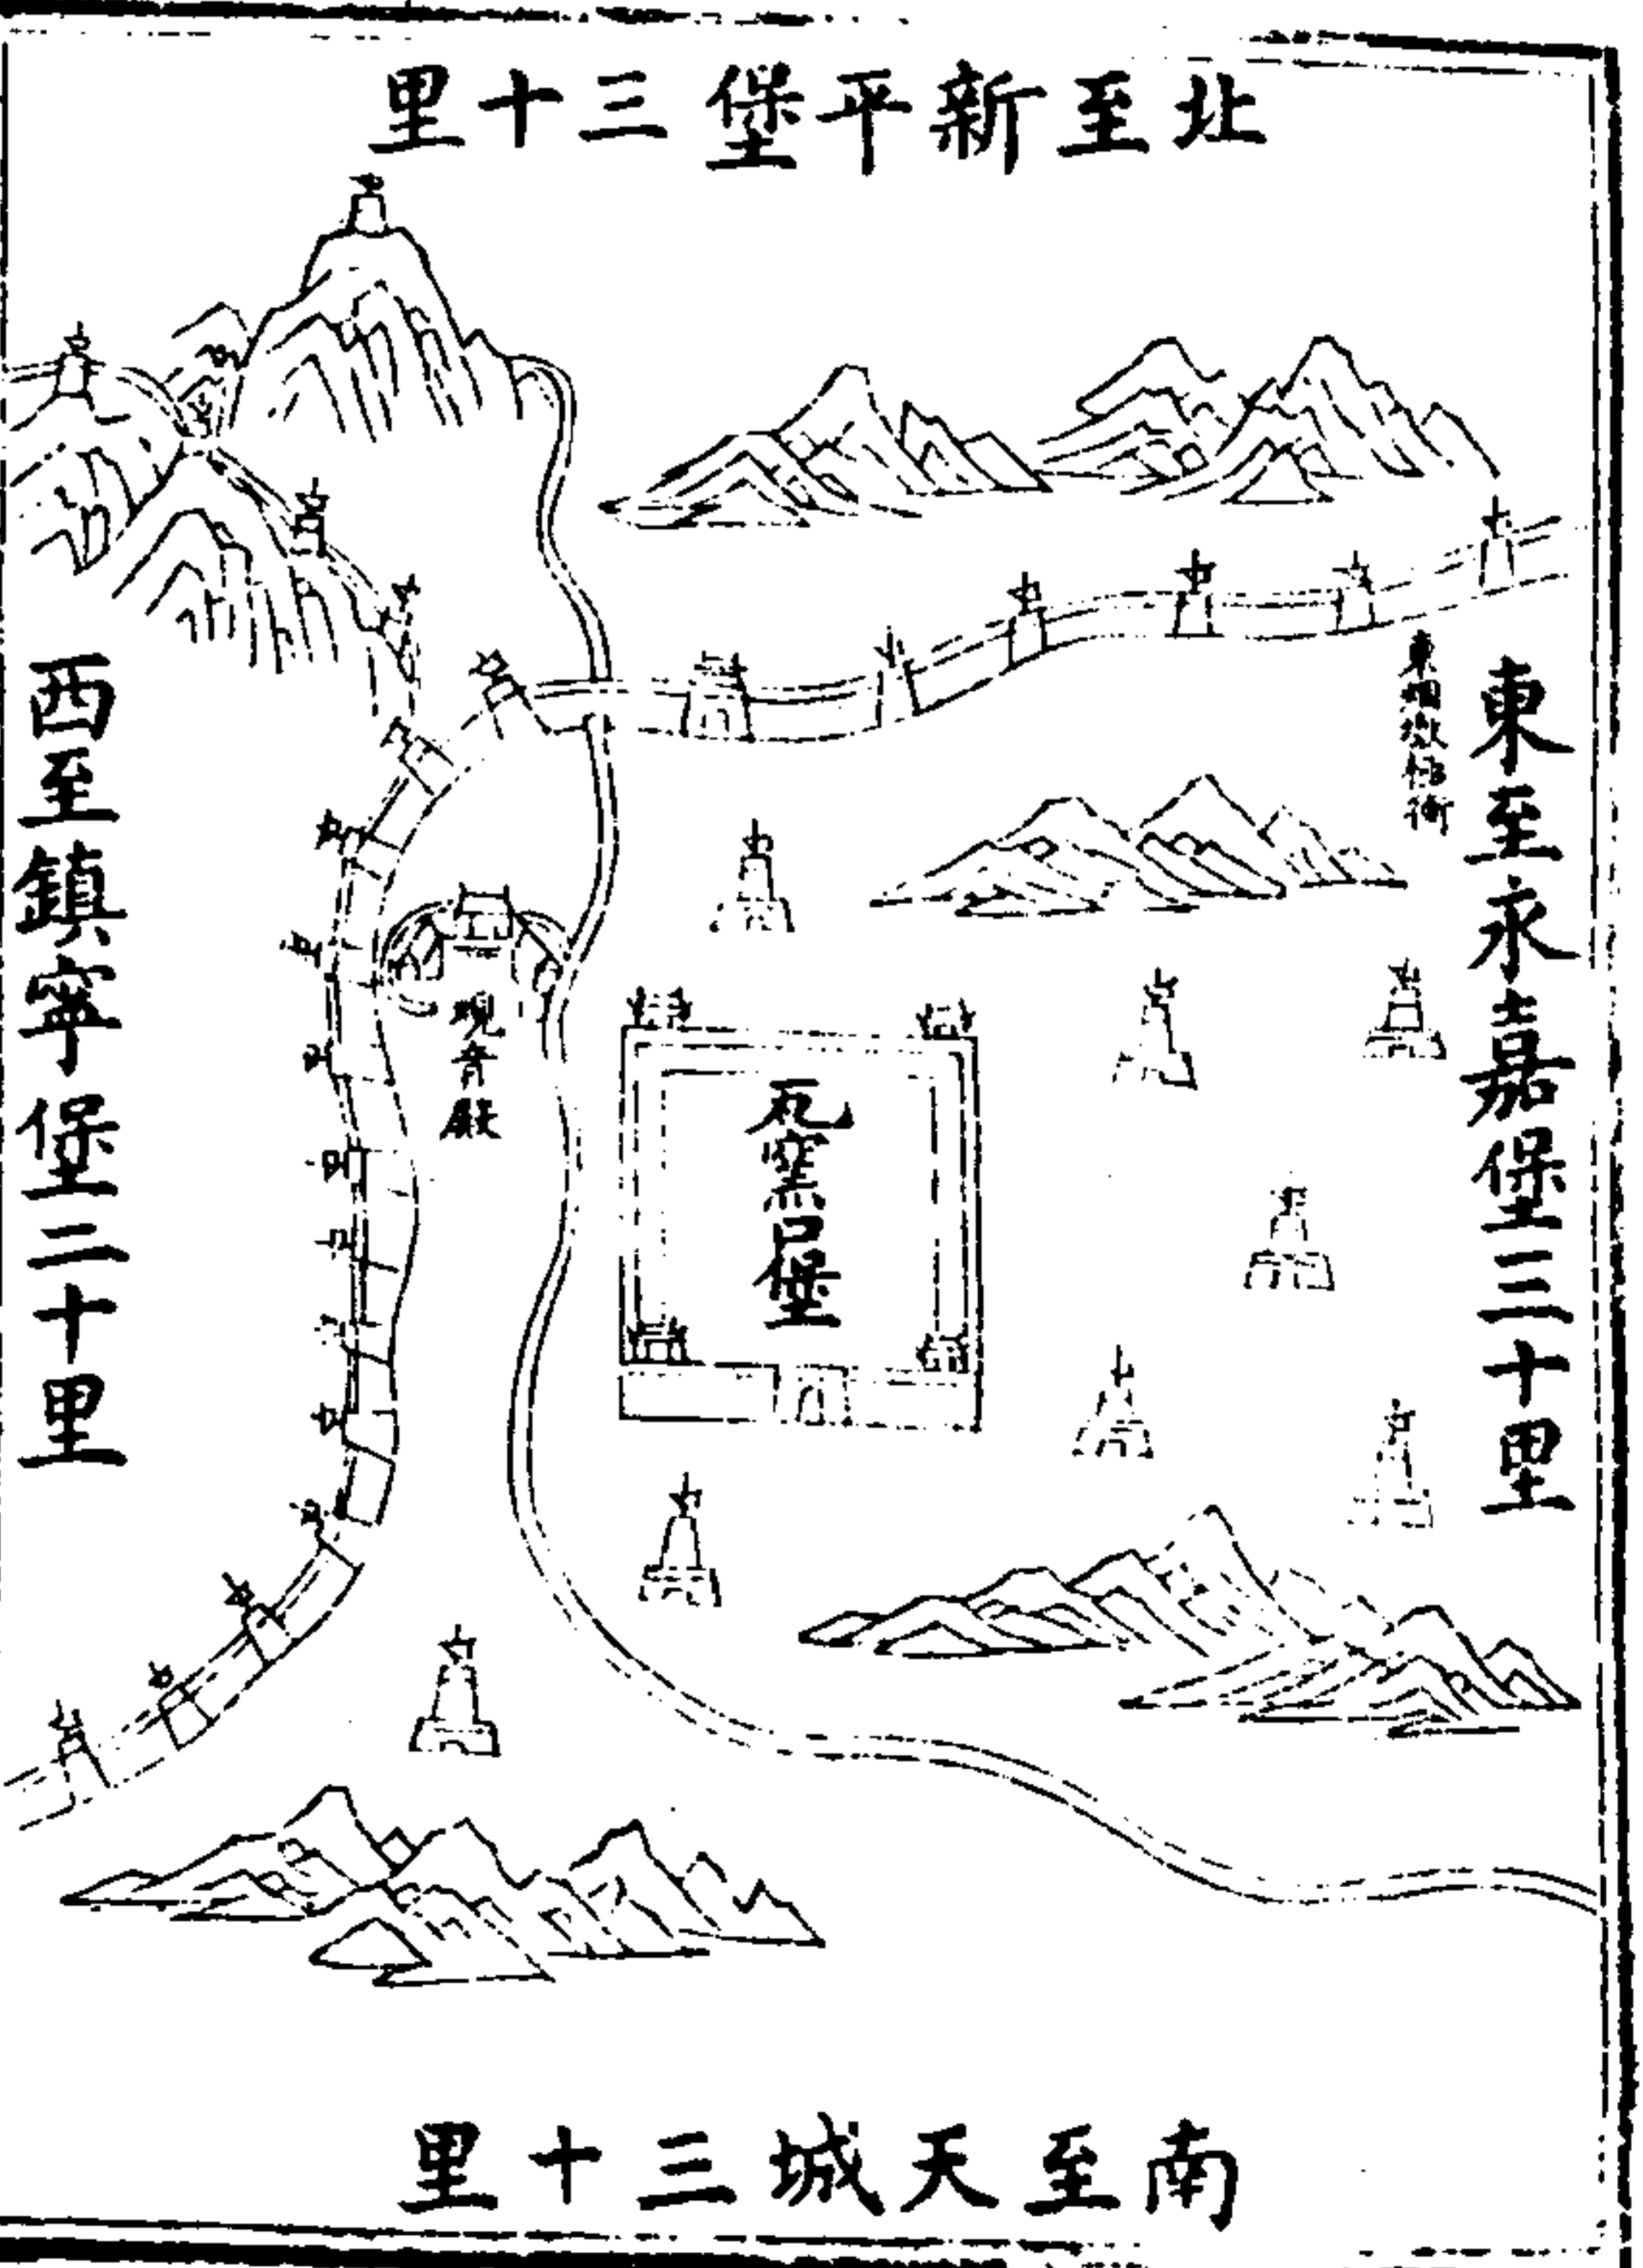 北至新平堡三十里
東至永嘉堡三十里
瓦窯堡
觀音殿
西至鎮寧堡二十里
南至天城三十里